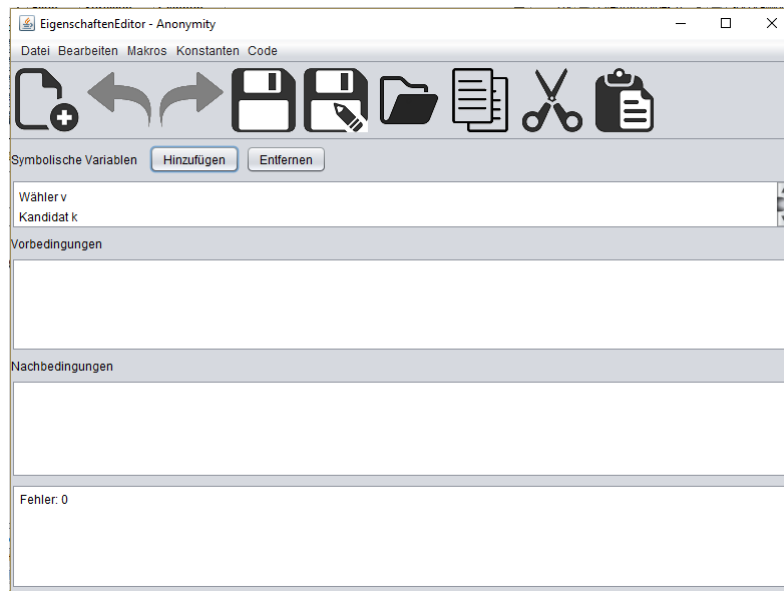 EigenschaftenEditor - Anonymity
Datei Bearbeiten Makros Konstanten Code
Symbolische Variablen Hinzufügen Entfernen
Wähler v
Kandidat k
Vorbedingungen
Nachbedingungen
Fehler: 0